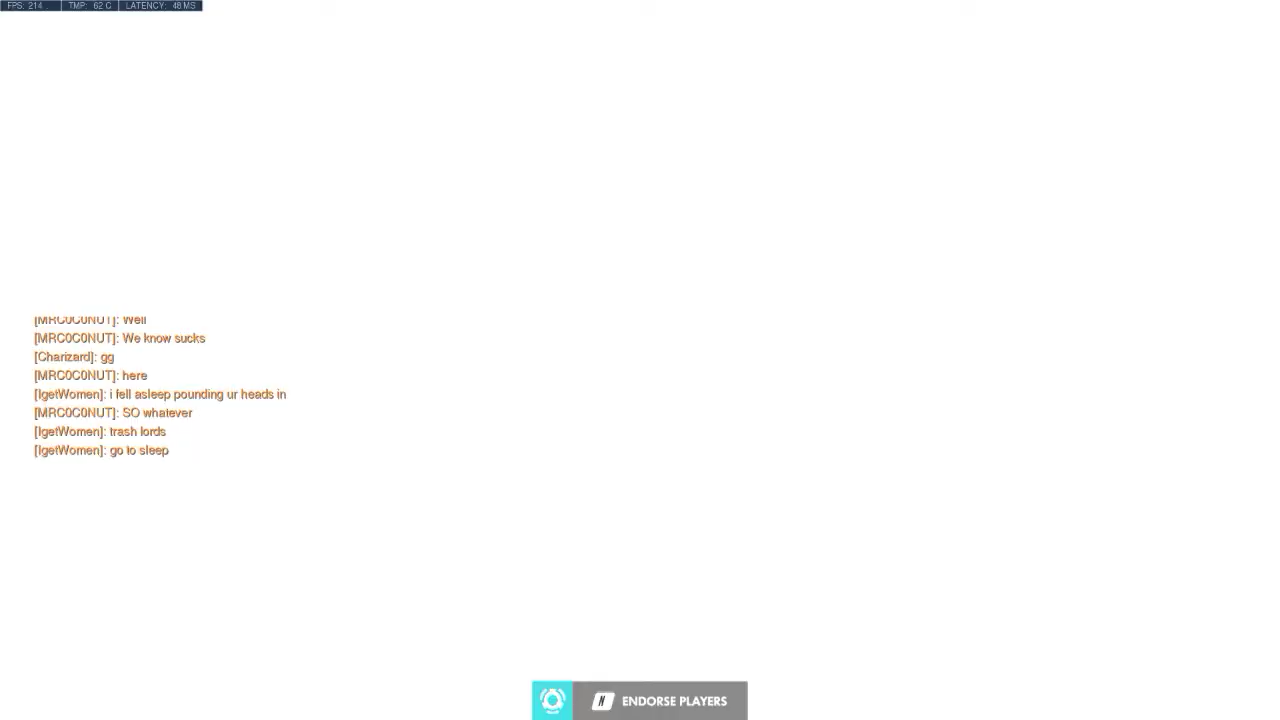 FPS: 214 . TMP: 62 C LATENCY: 48 MS
[MRC0C0NUT]: Well
[MRC0C0NUT]: We know sucks
[Charizard]: gg
[MRC0C0NUT]: here
[IgetWomen]: i fell asleep pounding ur heads in
[MRC0C0NUT]: SO whatever
[IgetWomen]: trash lords
[IgetWomen]: go to sleep
N ENDORSE PLAYERS